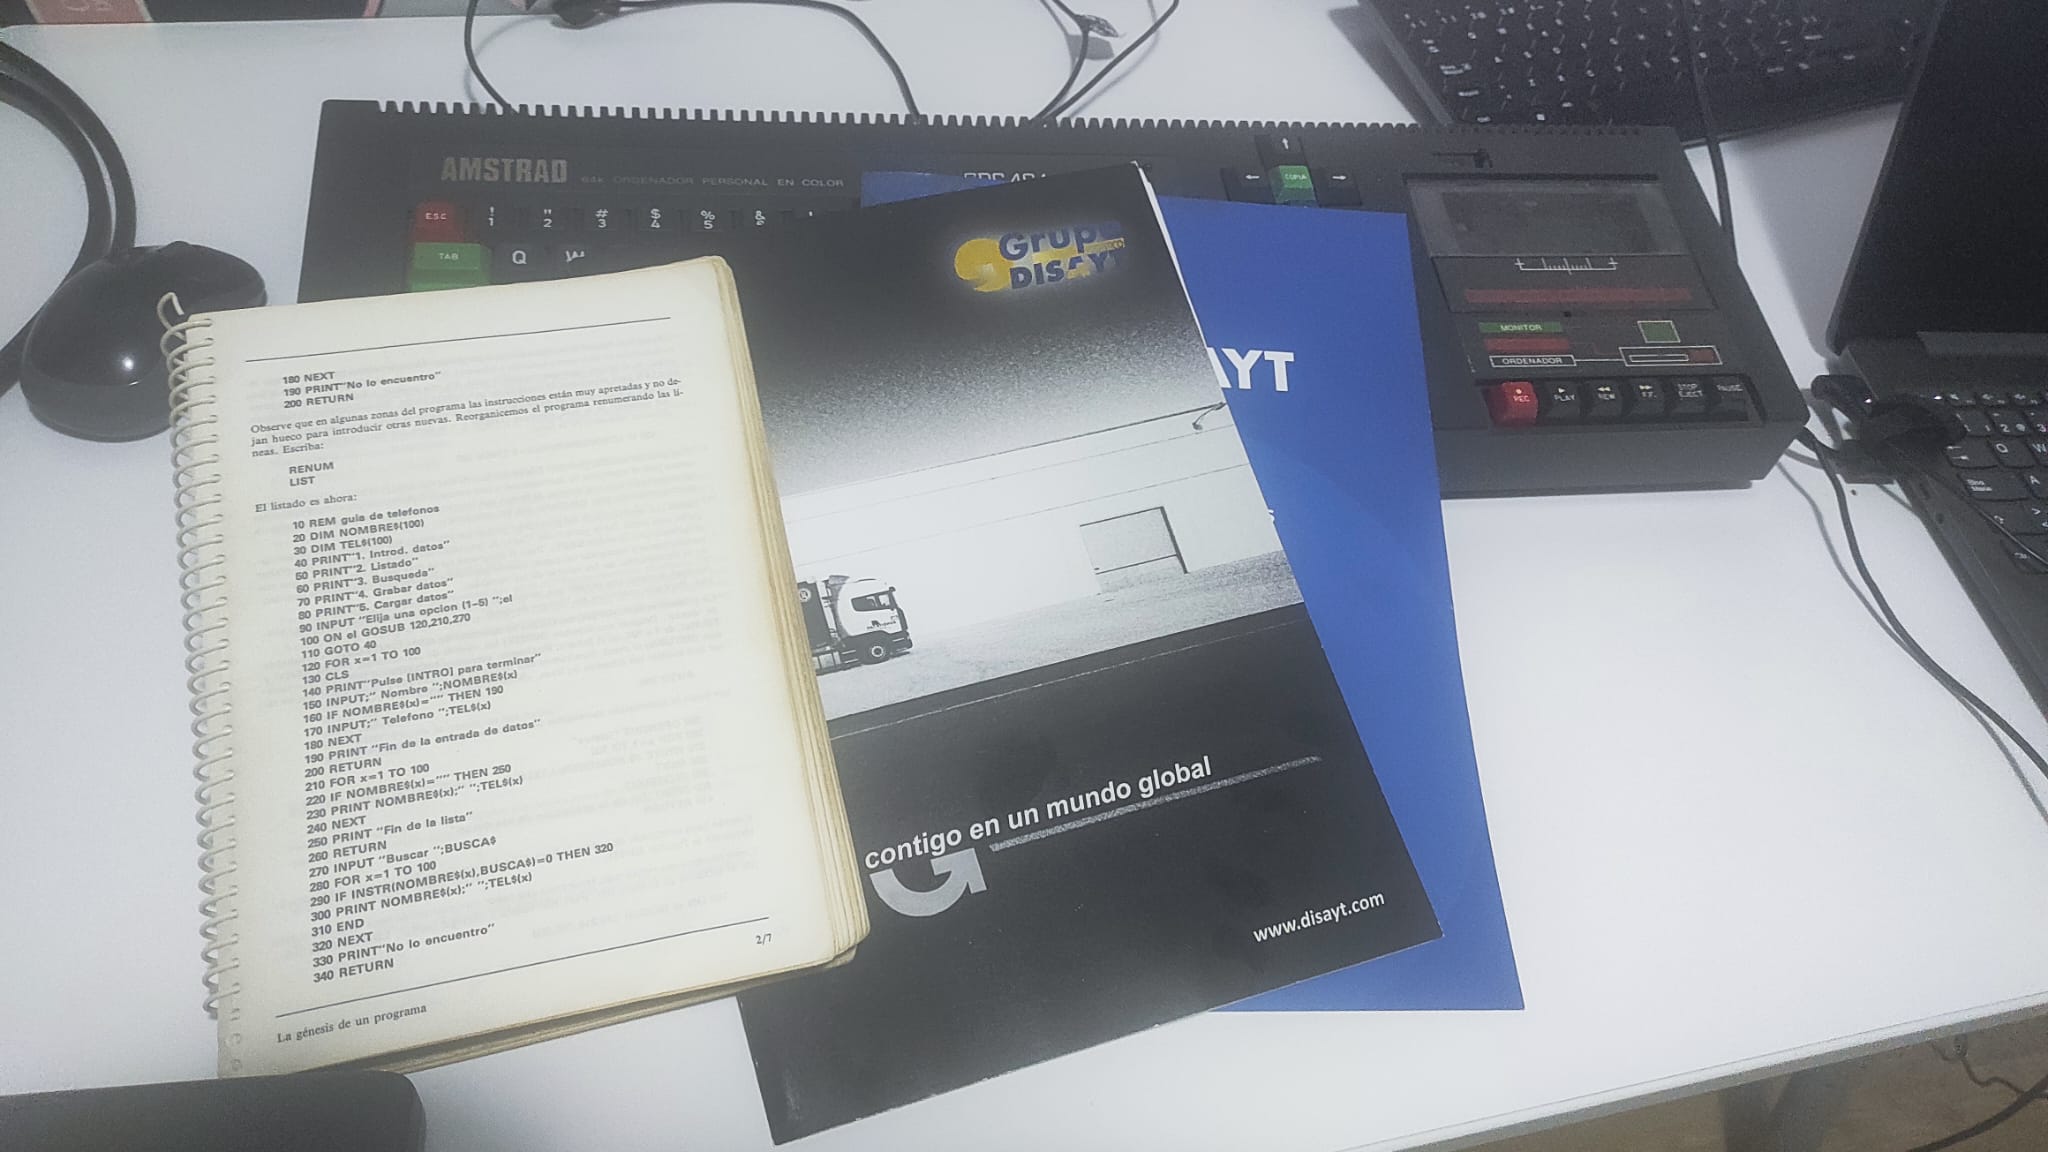 AMSTRAD 64k ORDENADOR PERSONAL EN COLOR
ESC ! 1 " 2 # 3 $ 4 % 5 &
TAB Q W
COPIA
MONITOR
ORDENADOR
REC PLAY REW F.F. STOP EJECT PAUSE
180 NEXT
190 PRINT"No lo encuentro"
200 RETURN
Observe que en algunas zonas del programa las instrucciones están muy apretadas y no de-
jan hueco para introducir otras nuevas. Reorganicemos el programa renumerando las lí-
neas. Escriba:
RENUM
LIST
El listado es ahora:
10 REM guia de telefonos
20 DIM NOMBRE$(100)
30 DIM TEL$(100)
40 PRINT"1. Introd. datos"
50 PRINT"2. Listado"
60 PRINT"3. Busqueda"
70 PRINT"4. Grabar datos"
80 PRINT"5. Cargar datos"
90 INPUT "Elija una opcion (1-5) ";el
100 ON el GOSUB 120,210,270
110 GOTO 40
120 FOR x=1 TO 100
130 CLS
140 PRINT"Pulse [INTRO] para terminar"
150 INPUT;" Nombre ";NOMBRE$(x)
160 IF NOMBRE$(x)="" THEN 190
170 INPUT;" Telefono ";TEL$(x)
180 NEXT
190 PRINT "Fin de la entrada de datos"
200 RETURN
210 FOR x=1 TO 100
220 IF NOMBRE$(x)="" THEN 250
230 PRINT NOMBRE$(x);" ";TEL$(x)
240 NEXT
250 PRINT "Fin de la lista"
260 RETURN
270 INPUT "Buscar ";BUSCA$
280 FOR x=1 TO 100
290 IF INSTR(NOMBRE$(x),BUSCA$)=0 THEN 320
300 PRINT NOMBRE$(x);" ";TEL$(x)
310 END
320 NEXT
330 PRINT"No lo encuentro"
340 RETURN
2/7
La génesis de un programa
Grupo
DISAYT
contigo en un mundo global
www.disayt.com
AYT